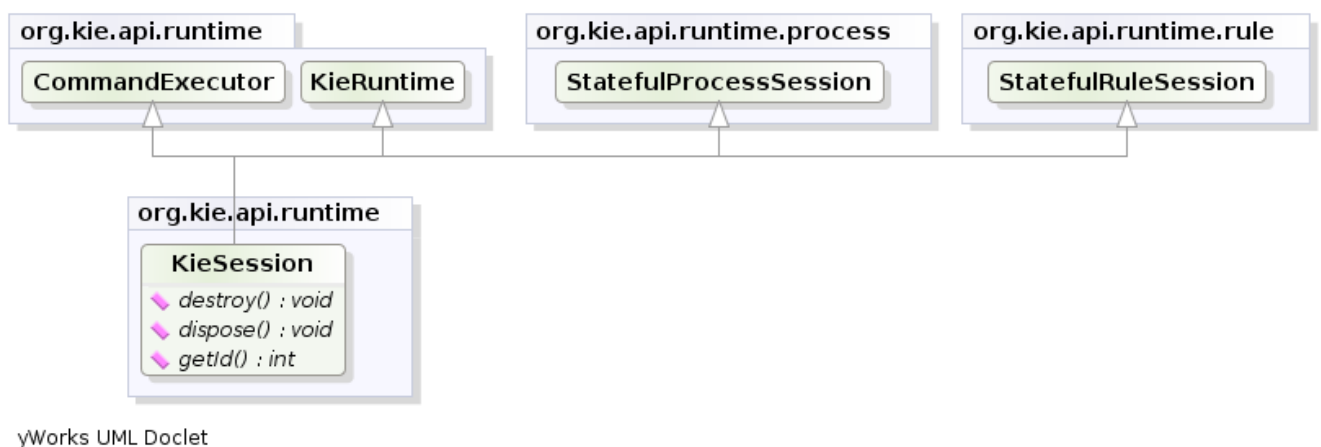 org.kie.api.runtime
org.kie.api.runtime.process
org.kie.api.runtime.rule
CommandExecutor
KieRuntime
StatefulProcessSession
StatefulRuleSession
org.kie.api.runtime
KieSession
destroy() : void
dispose() : void
getId() : int
yWorks UML Doclet